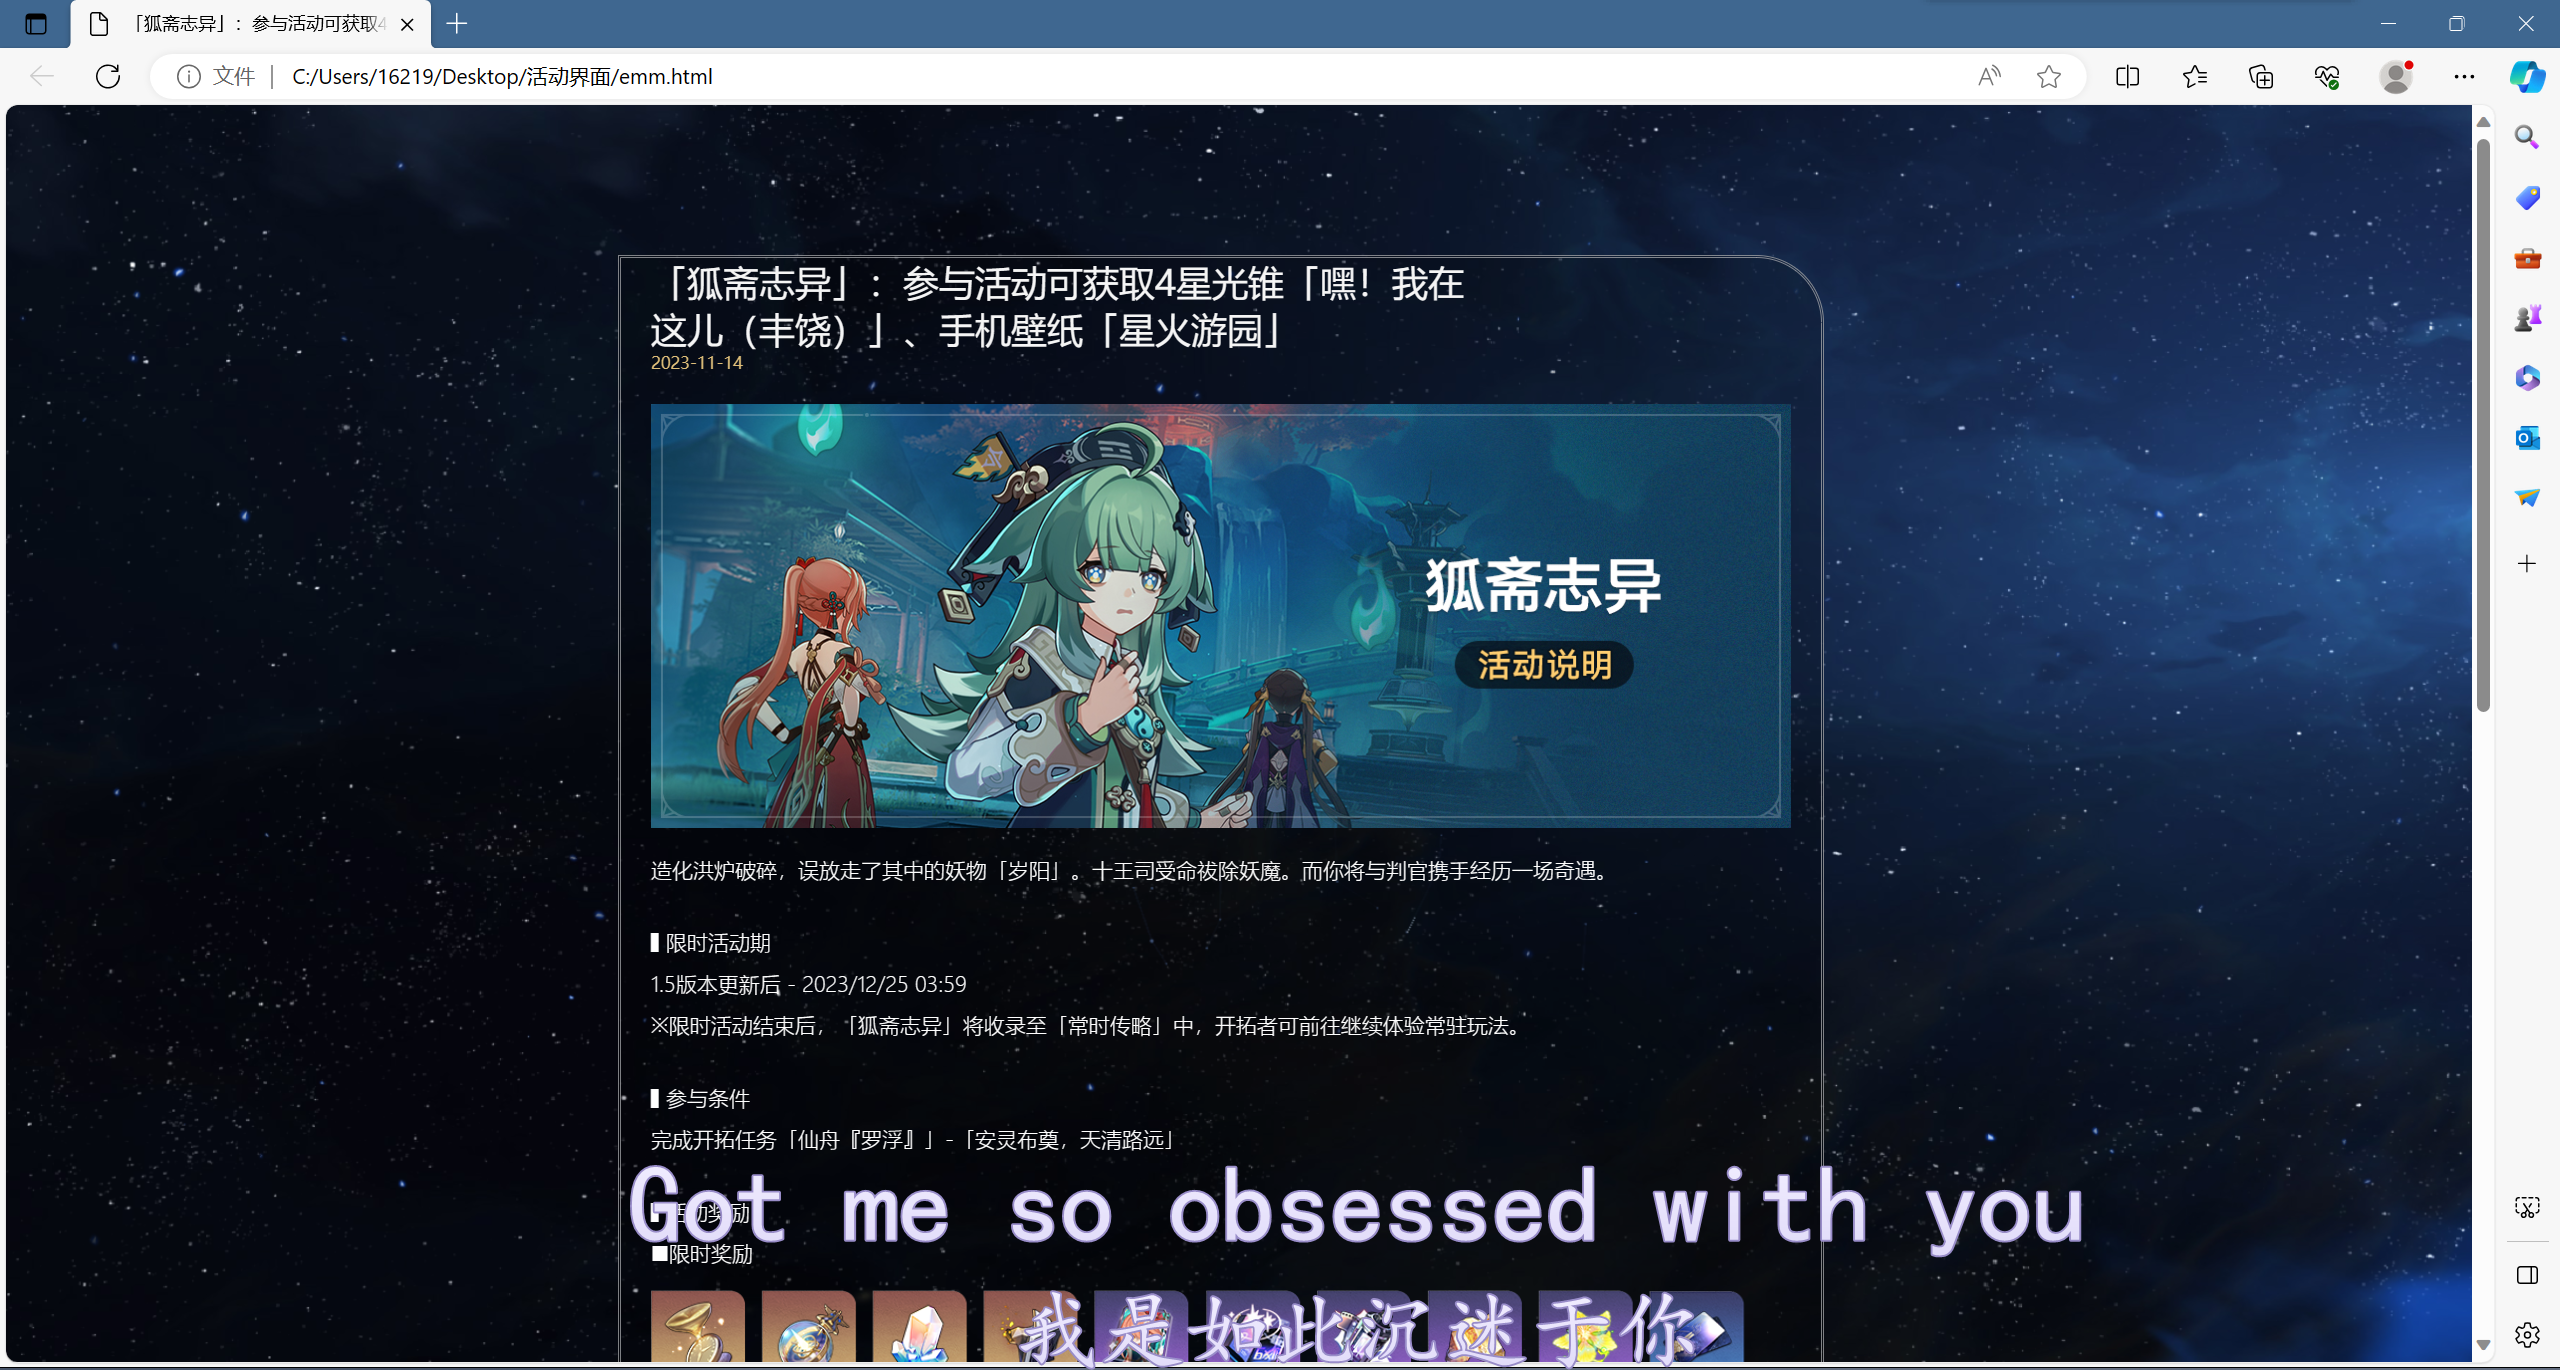 「狐斋志异」：参与活动可获取4
文件
C:/Users/16219/Desktop/活动界面/emm.html
「狐斋志异」：参与活动可获取4星光锥「嘿！我在
这儿（丰饶）」、手机壁纸「星火游园」
2023-11-14
狐斋志异
活动说明
造化洪炉破碎，误放走了其中的妖物「岁阳」。十王司受命祓除妖魔。而你将与判官携手经历一场奇遇。
▌限时活动期
1.5版本更新后 - 2023/12/25 03:59
※限时活动结束后，「狐斋志异」将收录至「常时传略」中，开拓者可前往继续体验常驻玩法。
▌参与条件
完成开拓任务「仙舟『罗浮』」-「安灵布奠，天清路远」
Got me so obsessed with you
■限时奖励
我是如此沉迷于你